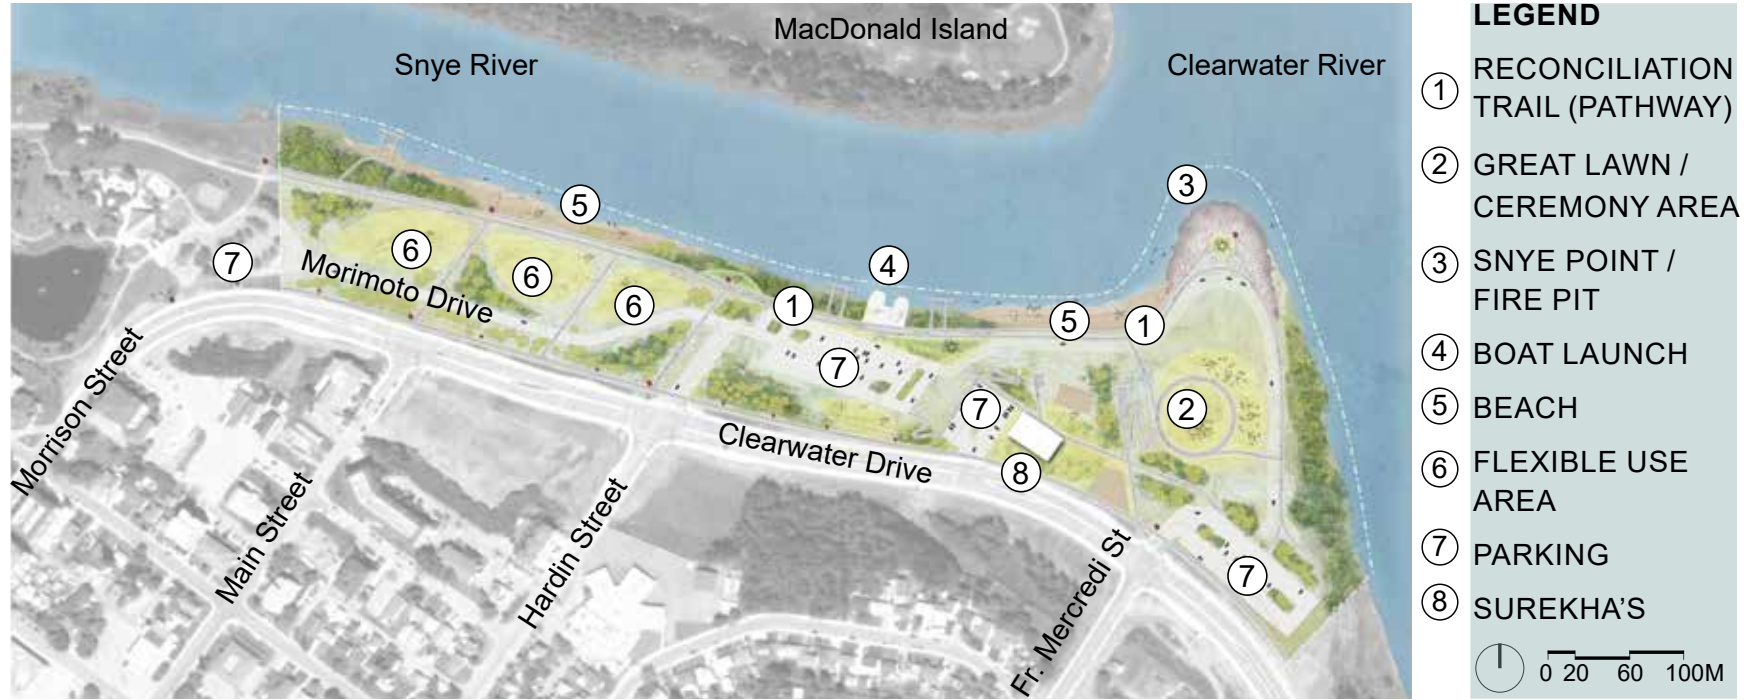 MacDonald Island
Snye River
Clearwater River
3
5
7
6
6
4
6
1
5
1
Morimoto Drive
7
7
2
8
7
Clearwater Drive
Morrison Street
Main Street
Hardin Street
Fr. Mercredi St
LEGEND
1 RECONCILIATION
TRAIL (PATHWAY)
2 GREAT LAWN /
CEREMONY AREA
3 SNYE POINT /
FIRE PIT
4 BOAT LAUNCH
5 BEACH
6 FLEXIBLE USE
AREA
7 PARKING
8 SUREKHA’S
0 20 60 100M